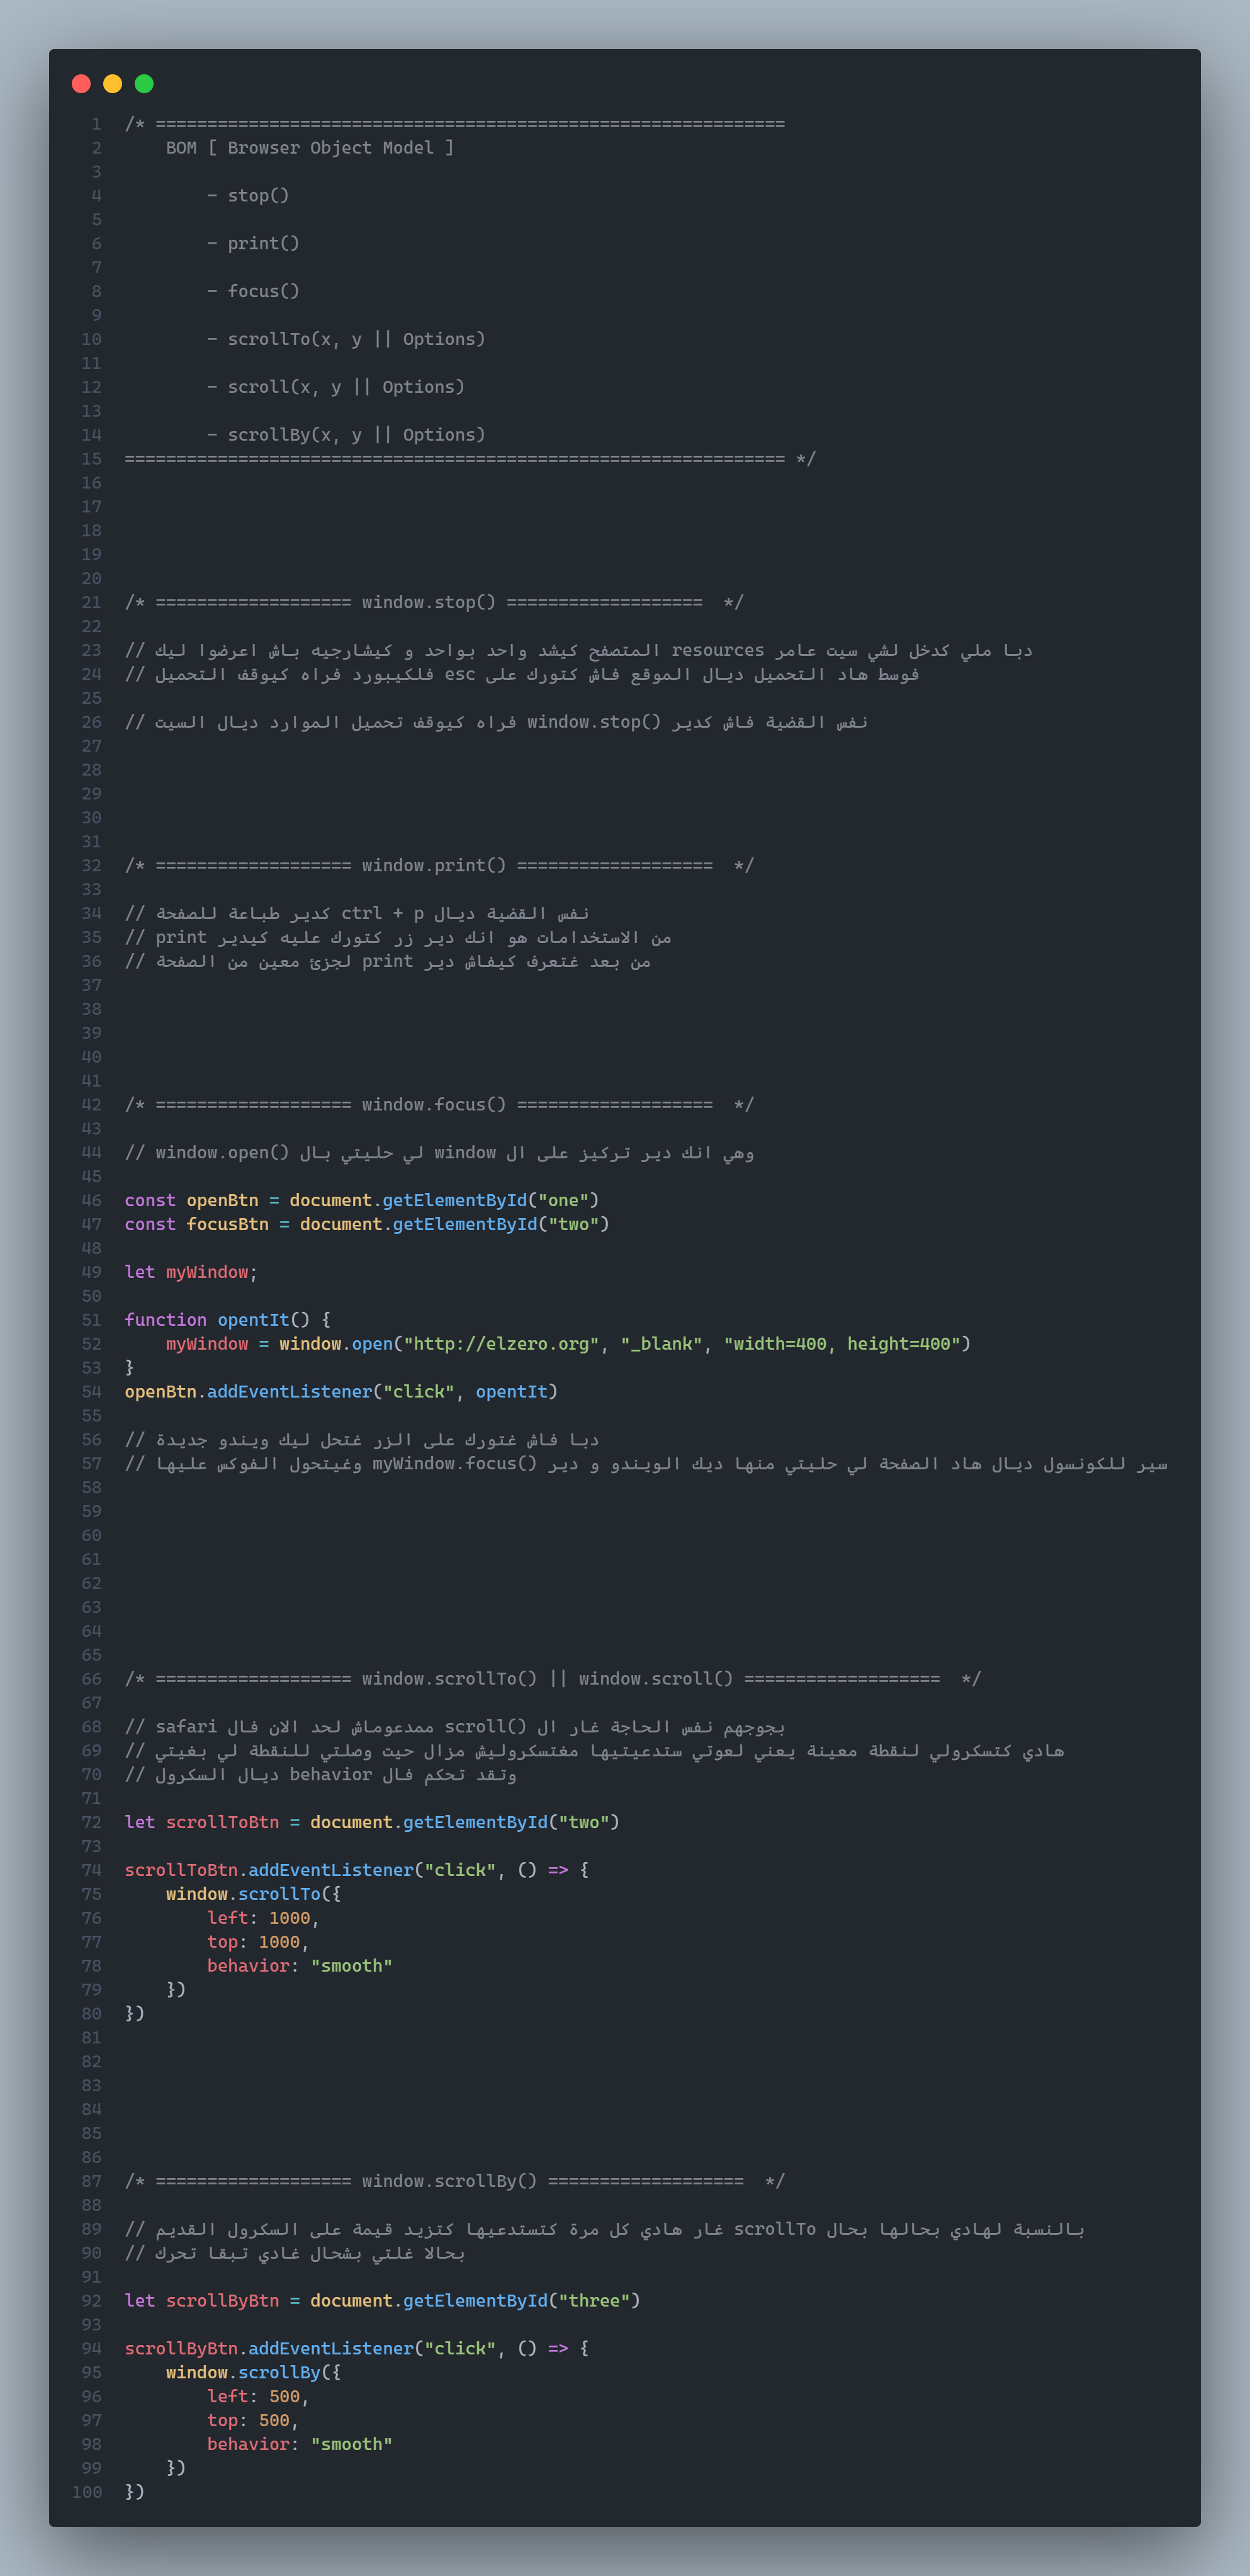 1 /* =============================================================
2     BOM [ Browser Object Model ]
3
4         - stop()
5
6         - print()
7
8         - focus()
9
10         - scrollTo(x, y || Options)
11
12         - scroll(x, y || Options)
13
14         - scrollBy(x, y || Options)
15 ================================================================ */
16
17
18
19
20
21 /* =================== window.stop() ===================  */
22
23 // دبا ملي كدخل لشي سيت عامر resources المتصفح كيشد واحد بواحد و كيشارجيه باش اعرضوا ليك
24 // فوسط هاد التحميل ديال الموقع فاش كتورك على esc فلكيبورد فراه كيوقف التحميل
25
26 // نفس القضية فاش كدير window.stop() فراه كيوقف تحميل الموارد ديال السيت
27
28
29
30
31
32 /* =================== window.print() ===================  */
33
34 // نفس القضية ديال ctrl + p كدير طباعة للصفحة
35 // من الاستخدامات هو انك دير زر كتورك عليه كيدير print
36 // من بعد غتعرف كيفاش دير print لجزئ معين من الصفحة
37
38
39
40
41
42 /* =================== window.focus() ===================  */
43
44 // وهي انك دير تركيز على ال window لي حليتي بال window.open()
45
46 const openBtn = document.getElementById("one")
47 const focusBtn = document.getElementById("two")
48
49 let myWindow;
50
51 function opentIt() {
52     myWindow = window.open("http://elzero.org", "_blank", "width=400, height=400")
53 }
54 openBtn.addEventListener("click", opentIt)
55
56 // دبا فاش غتورك على الزر غتحل ليك ويندو جديدة
57 // سير للكونسول ديال هاد الصفحة لي حليتي منها ديك الويندو و دير myWindow.focus() وغيتحول الفوكس عليها
58
59
60
61
62
63
64
65
66 /* =================== window.scrollTo() || window.scroll() ===================  */
67
68 // بجوجهم نفس الحاجة غار ال scroll() ممدعوماش لحد الان فال safari
69 // هادي كتسكرولي لنقطة معينة يعني لعوتي ستدعيتيها مغتسكروليش مزال حيت وصلتي للنقطة لي بغيتي
70 // وتقد تحكم فال behavior ديال السكرول
71
72 let scrollToBtn = document.getElementById("two")
73
74 scrollToBtn.addEventListener("click", () => {
75     window.scrollTo({
76         left: 1000,
77         top: 1000,
78         behavior: "smooth"
79     })
80 })
81
82
83
84
85
86
87 /* =================== window.scrollBy() ===================  */
88
89 // بالنسبة لهادي بحالها بحال scrollTo غار هادي كل مرة كتستدعيها كتزيد قيمة على السكرول القديم
90 // بحالا غلتي بشحال غادي تبقا تحرك
91
92 let scrollByBtn = document.getElementById("three")
93
94 scrollByBtn.addEventListener("click", () => {
95     window.scrollBy({
96         left: 500,
97         top: 500,
98         behavior: "smooth"
99     })
100 })